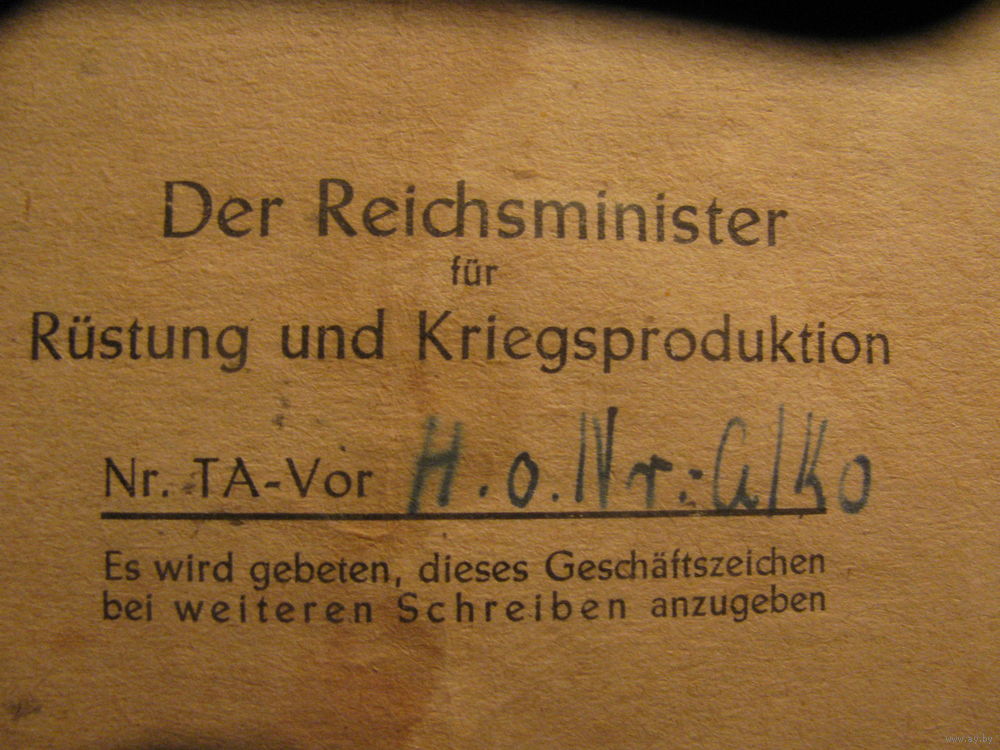 Der Reichsminister
für
Rüstung und Kriegsproduktion
Nr. TA-Vor H. o. Nr.: A/Ko
Es wird gebeten, dieses Geschäftszeichen
bei weiteren Schreiben anzugeben
www.ay.by